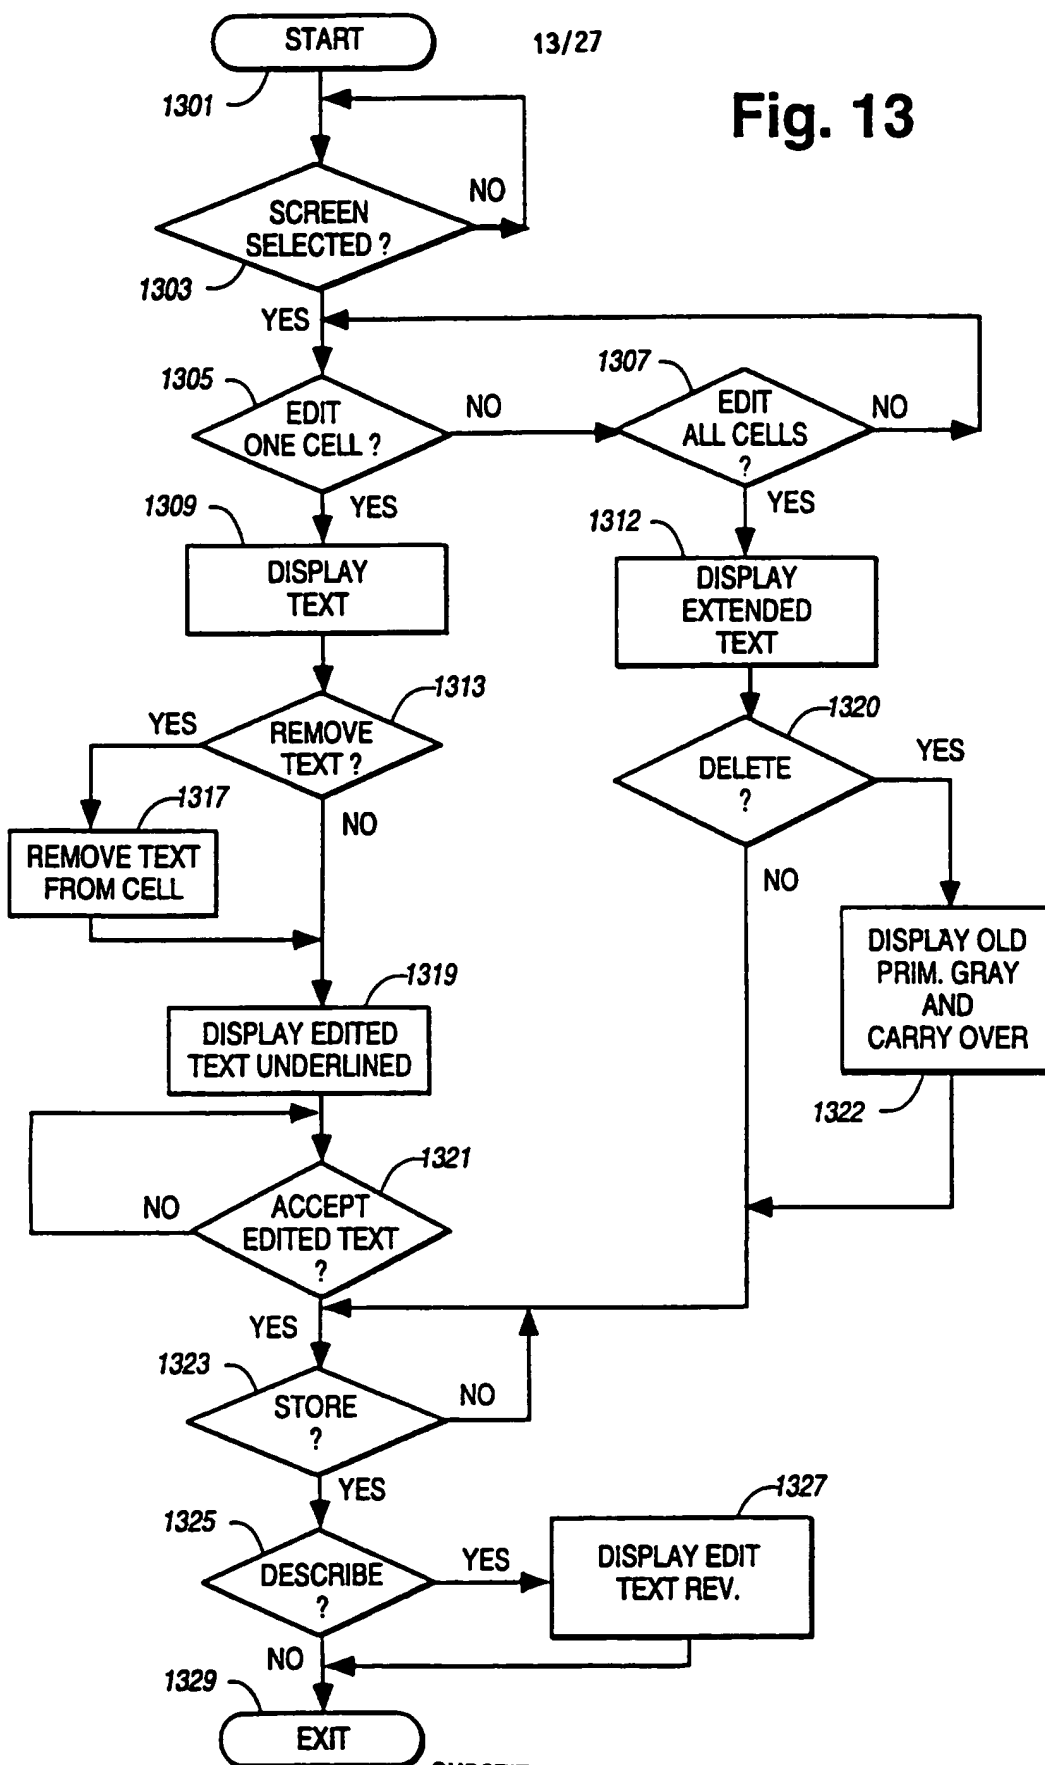 START
13/27
1301
Fig. 13
NO
SCREEN
SELECTED ?
1303
YES
1305
1307
EDIT
ONE CELL ?
NO
EDIT
ALL CELLS
?
NO
1309
YES
1312
YES
DISPLAY
TEXT
DISPLAY
EXTENDED
TEXT
1313
YES
REMOVE
TEXT ?
1320
DELETE
?
YES
1317
NO
REMOVE TEXT
FROM CELL
NO
DISPLAY OLD
PRIM. GRAY
AND
CARRY OVER
1319
DISPLAY EDITED
TEXT UNDERLINED
1322
1321
NO
ACCEPT
EDITED TEXT
?
YES
1323
STORE
?
NO
YES
1325
1327
DESCRIBE
?
YES
DISPLAY EDIT
TEXT REV.
NO
1329
EXIT